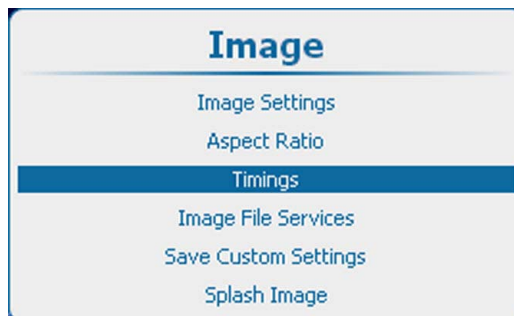 Image
Image Settings
Aspect Ratio
Timings
Image File Services
Save Custom Settings
Splash Image